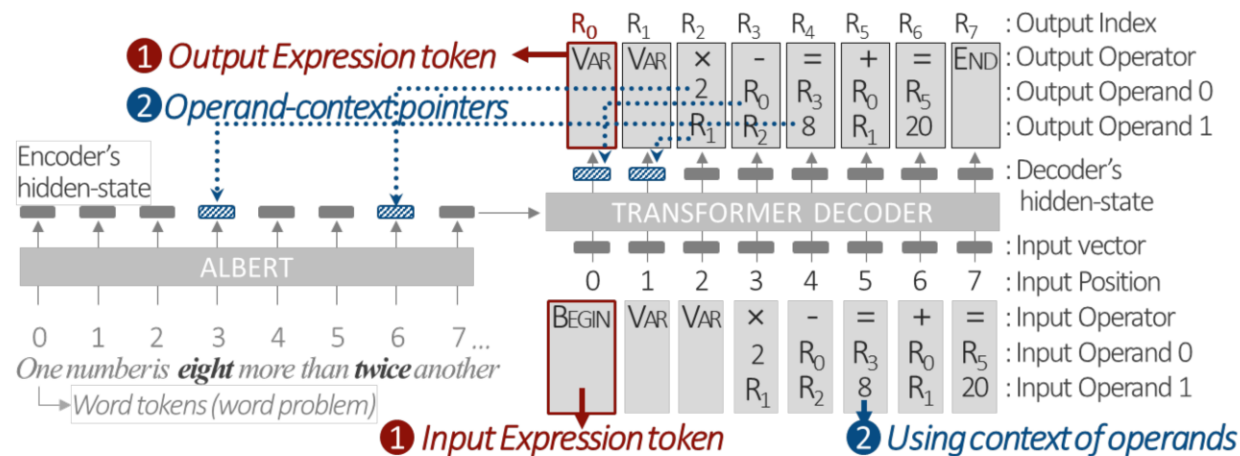 R0 R1 R2 R3 R4 R5 R6 R7 : Output Index
❶ Output Expression token
VAR VAR × - = + = END : Output Operator
2 R0 R3 R0 R5 : Output Operand 0
❷ Operand-context pointers
R1 R2 8 R1 20 : Output Operand 1
Encoder's
hidden-state
: Decoder's
hidden-state
TRANSFORMER DECODER
: Input vector
ALBERT
0 1 2 3 4 5 6 7 : Input Position
BEGIN VAR VAR × - = + = : Input Operator
0 1 2 3 4 5 6 7 ...
2 R0 R3 R0 R5 : Input Operand 0
One number is eight more than twice another
R1 R2 8 R1 20 : Input Operand 1
Word tokens (word problem)
❶ Input Expression token
❷ Using context of operands